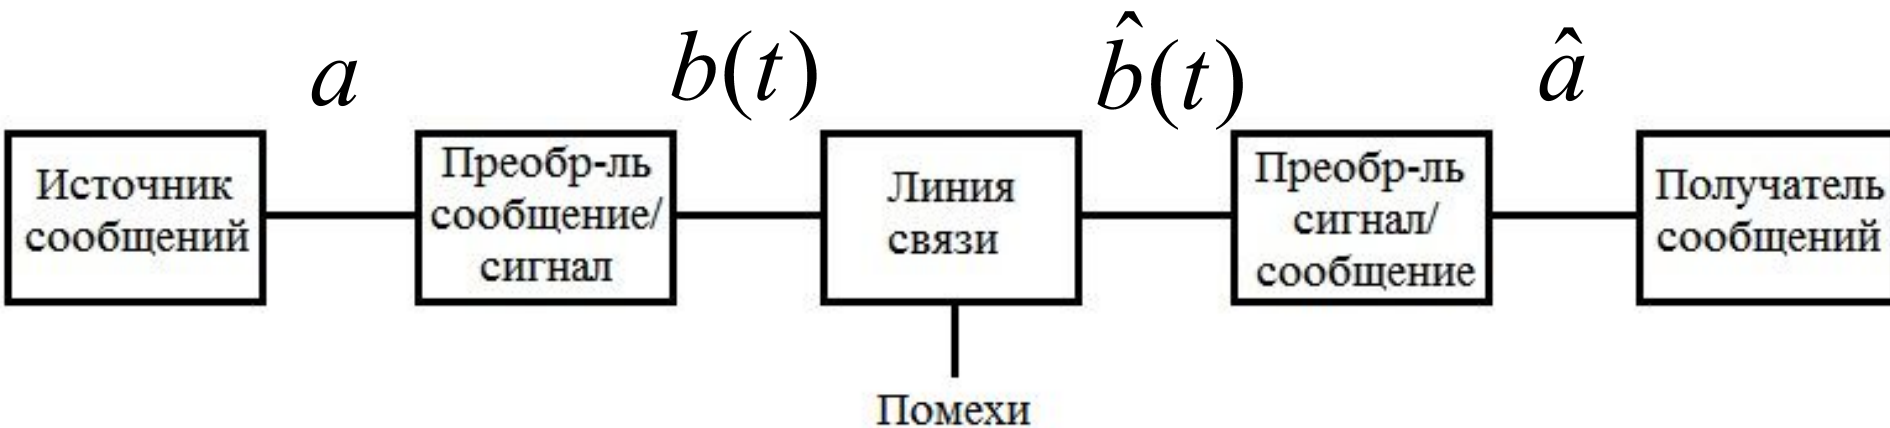 a b(t) b̂(t) â
Источник
сообщений
Преобр-ль
сообщение/
сигнал
Линия
связи
Преобр-ль
сигнал/
сообщение
Получатель
сообщений
Помехи